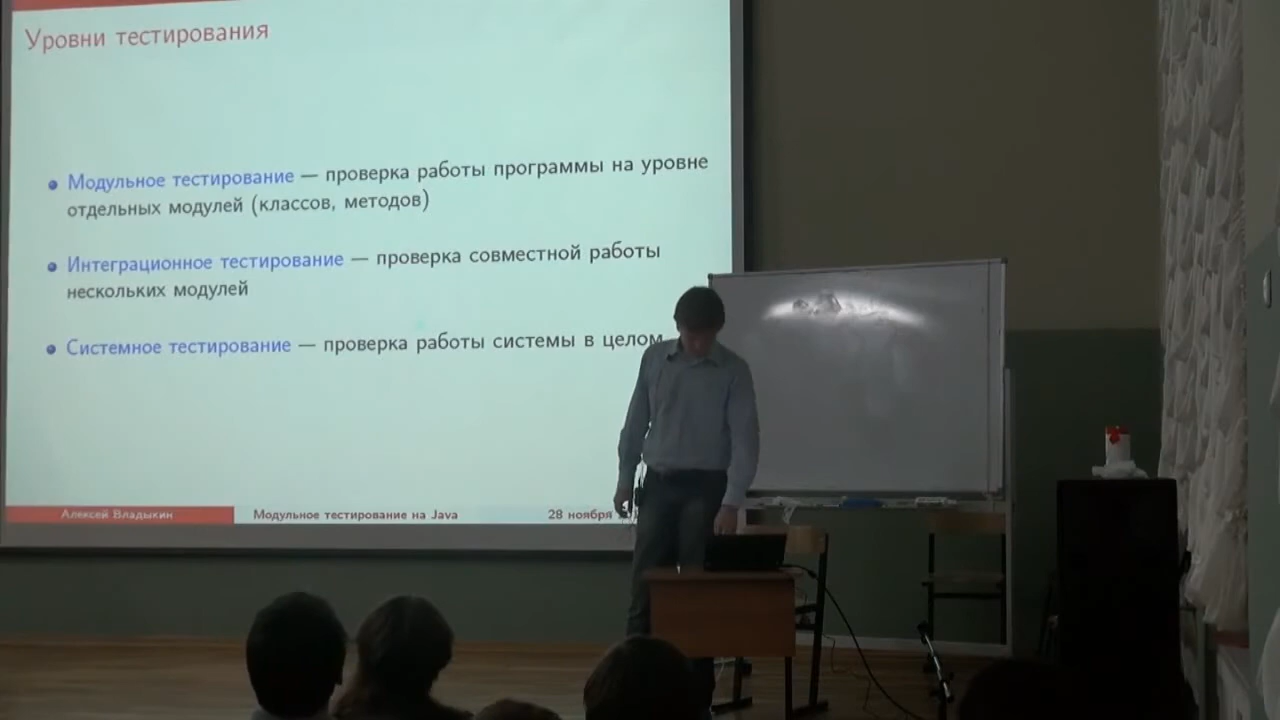 Уровни тестирования
Модульное тестирование — проверка работы программы на уровне
отдельных модулей (классов, методов)
Интеграционное тестирование — проверка совместной работы
нескольких модулей
Системное тестирование — проверка работы системы в целом
Алексей Владыкин
Модульное тестирование на Java
28 ноября